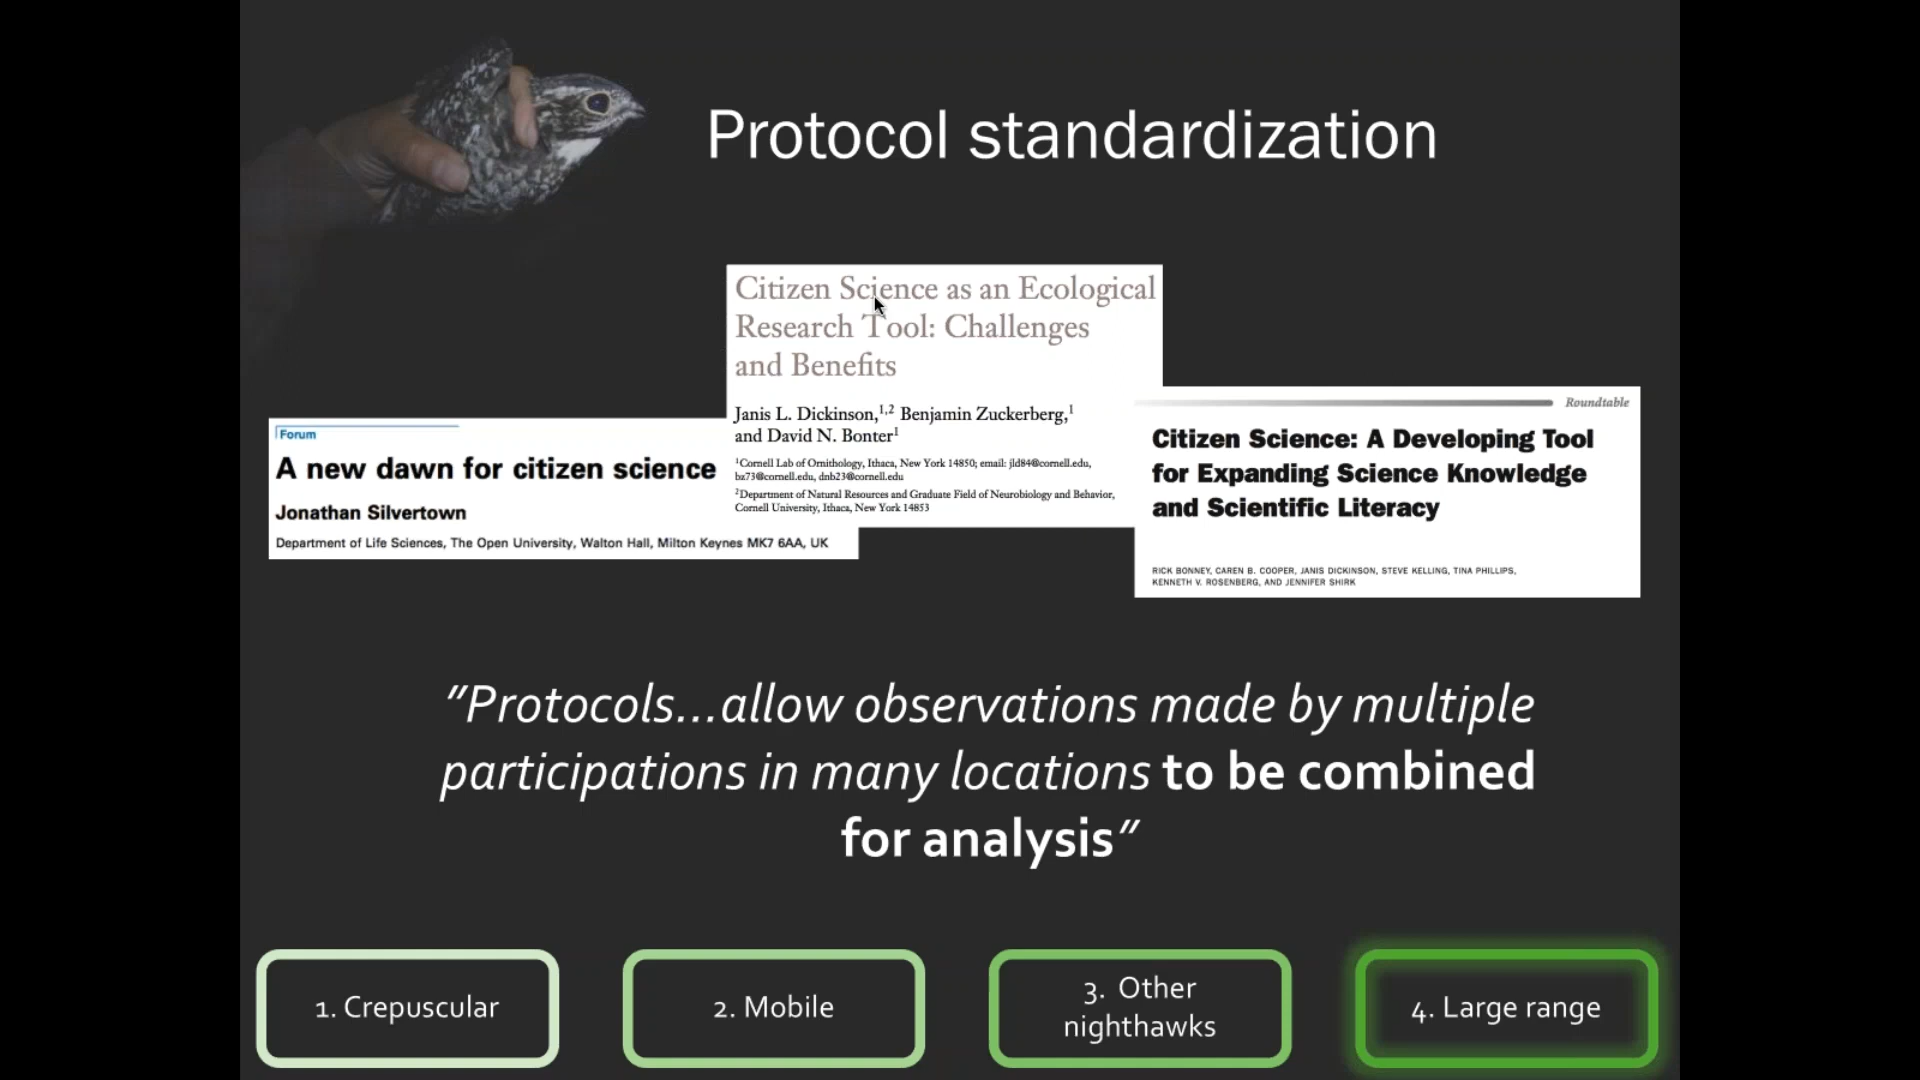 Protocol standardization
Citizen Science as an Ecological
Research Tool: Challenges
and Benefits
Janis L. Dickinson,1,2 Benjamin Zuckerberg,1
and David N. Bonter1
1Cornell Lab of Ornithology, Ithaca, New York 14850; email: jld84@cornell.edu,
bz73@cornell.edu, dnb23@cornell.edu
2Department of Natural Resources and Graduate Field of Neurobiology and Behavior,
Cornell University, Ithaca, New York 14853
Forum
A new dawn for citizen science
Jonathan Silvertown
Department of Life Sciences, The Open University, Walton Hall, Milton Keynes MK7 6AA, UK
Roundtable
Citizen Science: A Developing Tool
for Expanding Science Knowledge
and Scientific Literacy
RICK BONNEY, CAREN B. COOPER, JANIS DICKINSON, STEVE KELLING, TINA PHILLIPS,
KENNETH V. ROSENBERG, AND JENNIFER SHIRK
"Protocols...allow observations made by multiple
participations in many locations to be combined
for analysis"
1. Crepuscular
2. Mobile
3. Other
nighthawks
4. Large range